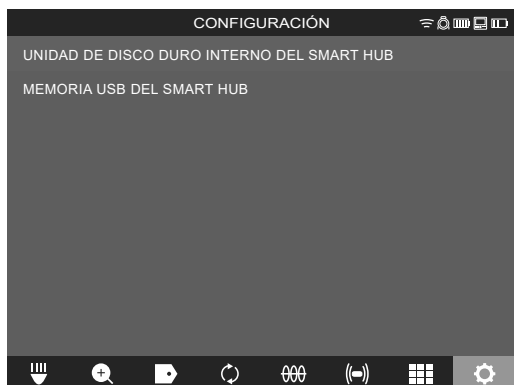 CONFIGURACIÓN
UNIDAD DE DISCO DURO INTERNO DEL SMART HUB
MEMORIA USB DEL SMART HUB